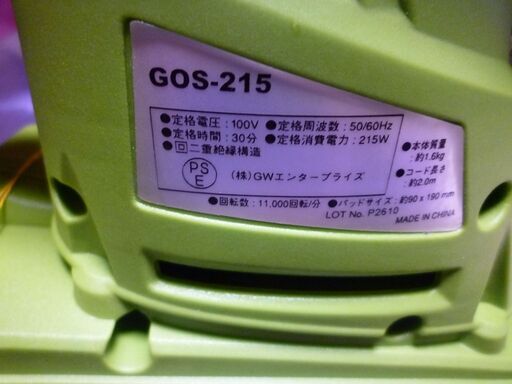 GOS-215
●定格電圧：100V ●定格周波数：50/60Hz
●定格時間：30分 ●定格消費電力：215W
●回二重絶縁構造
PS
E
（株）GWエンタープライズ
●本体質量
：約1.6kg
●コード長さ
：約2.0m
●回転数：11,000回転/分 ●パッドサイズ：約90 x 190 mm
LOT No. P2610
MADE IN CHINA